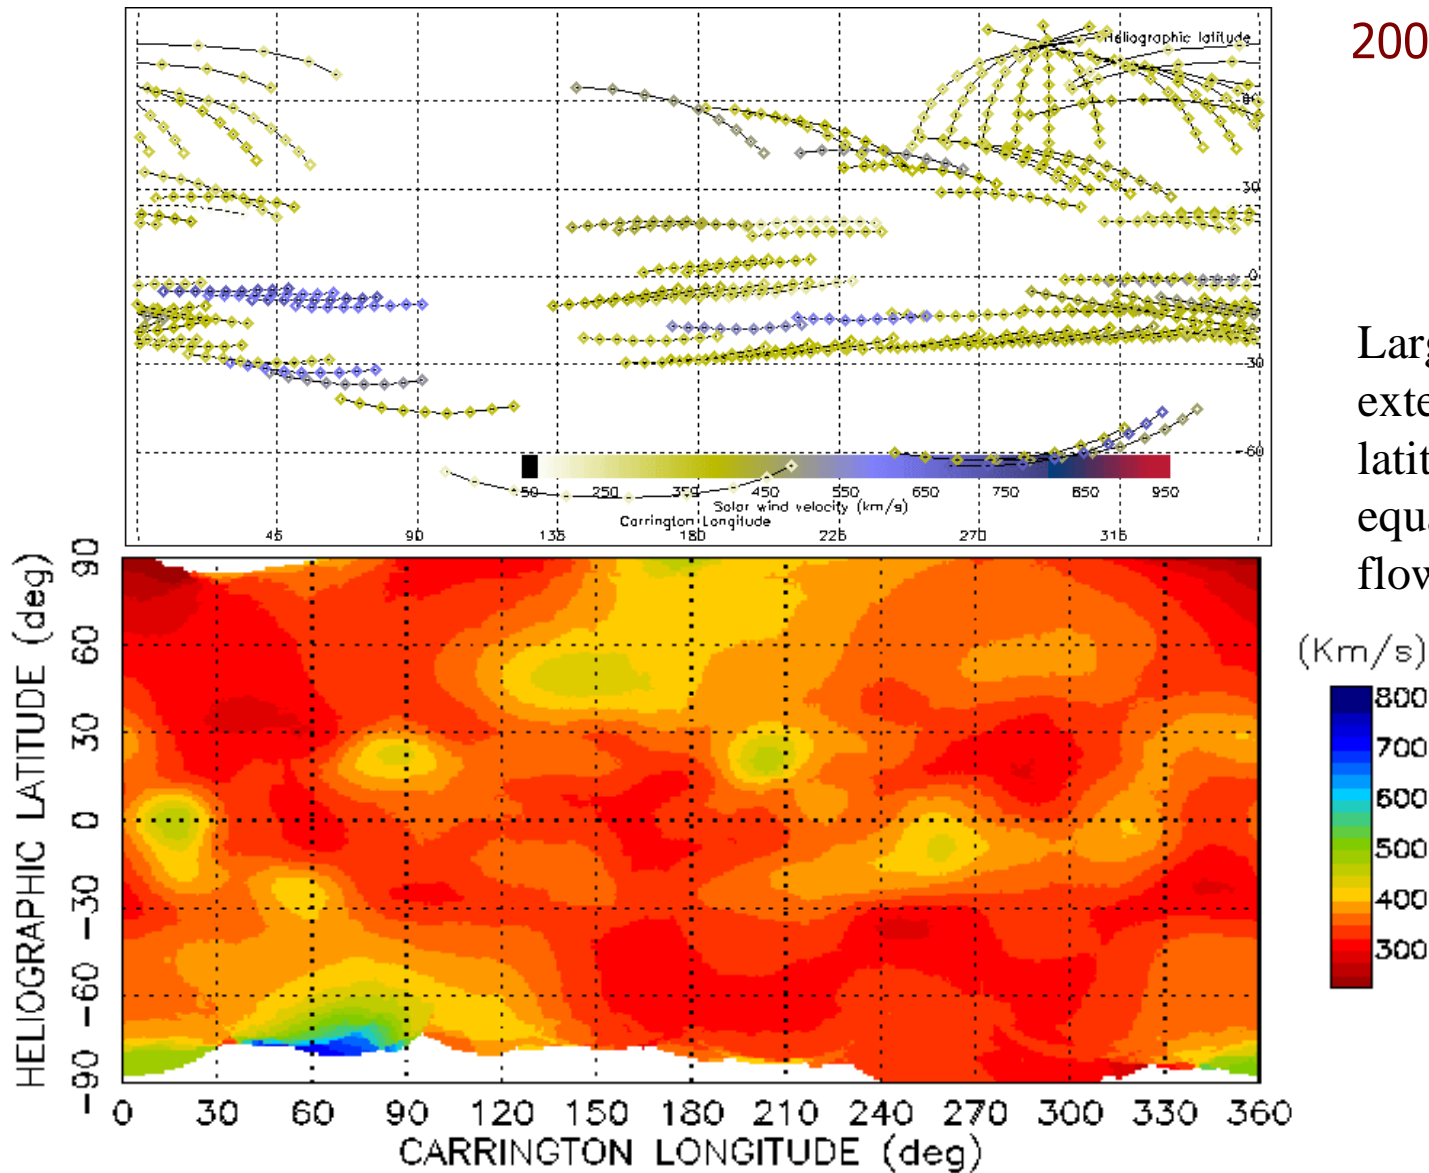 200
Heliographic latitude
60
30
0
-30
-60
50 250 350 450 550 650 750 850 950
Solar wind velocity (km/s)
Carrington Longitude
45 90 135 180 225 270 315
Larg
exte
latit
equa
flow
(Km/s)
800
700
600
500
400
300
HELIOGRAPHIC LATITUDE (deg)
90
60
30
0
-30
-60
-90
0 30 60 90 120 150 180 210 240 270 300 330 360
CARRINGTON LONGITUDE (deg)